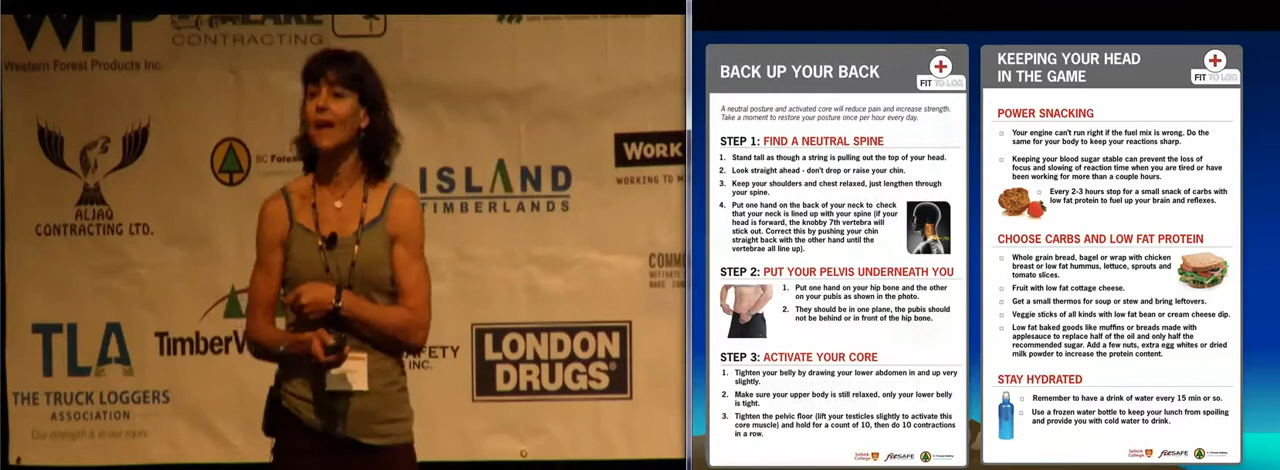 WFP
Western Forest Products Inc.
CONTRACTING
ALJAQ
CONTRACTING LTD.
ISLAND
TIMBERLANDS
WORK
WORKING TO
TLA
THE TRUCK LOGGERS
ASSOCIATION
Our strength is in our roots
LONDON
DRUGS
INC.
BACK UP YOUR BACK
FIT TO LOG
A neutral posture and activated core will reduce pain and increase strength.
Take a moment to restore your posture once per hour every day.
STEP 1: FIND A NEUTRAL SPINE
1. Stand tall as though a string is pulling out the top of your head.
2. Look straight ahead - don't drop or raise your chin.
3. Keep your shoulders and chest relaxed, just lengthen through
your spine.
4. Put one hand on the back of your neck to check
that your neck is lined up with your spine (if your
head is forward, the knobby 7th vertebra will
stick out. Correct this by pushing your chin
straight back with the other hand until the
vertebrae all line up).
STEP 2: PUT YOUR PELVIS UNDERNEATH YOU
1. Put one hand on your hip bone and the other
on your pubis as shown in the photo.
2. They should be in one plane, the pubis should
not be behind or in front of the hip bone.
STEP 3: ACTIVATE YOUR CORE
1. Tighten your belly by drawing your lower abdomen in and up very
slightly.
2. Make sure your upper body is still relaxed, only your lower belly
is tight.
3. Tighten the pelvic floor (lift your testicles slightly to activate this
core muscle) and hold for a count of 10, then do 10 contractions
in a row.
Selkirk
College
SAFE
KEEPING YOUR HEAD
IN THE GAME
FIT TO LOG
POWER SNACKING
Your engine can't run right if the fuel mix is wrong. Do the
same for your body to keep your reactions sharp.
Keeping your blood sugar stable can prevent the loss of
focus and slowing of reaction time when you are tired or have
been working for more than a couple hours.
Every 2-3 hours stop for a small snack of carbs with
low fat protein to fuel up your brain and reflexes.
CHOOSE CARBS AND LOW FAT PROTEIN
Whole grain bread, bagel or wrap with chicken
breast or low fat hummus, lettuce, sprouts and
tomato slices.
Fruit with low fat cottage cheese.
Get a small thermos for soup or stew and bring leftovers.
Veggie sticks of all kinds with low fat bean or cream cheese dip.
Low fat baked goods like muffins or breads made with
applesauce to replace half of the oil and only half the
recommended sugar. Add a few nuts, extra egg whites or dried
milk powder to increase the protein content.
STAY HYDRATED
Remember to have a drink of water every 15 min or so.
Use a frozen water bottle to keep your lunch from spoiling
and provide you with cold water to drink.
Selkirk
College
SAFE